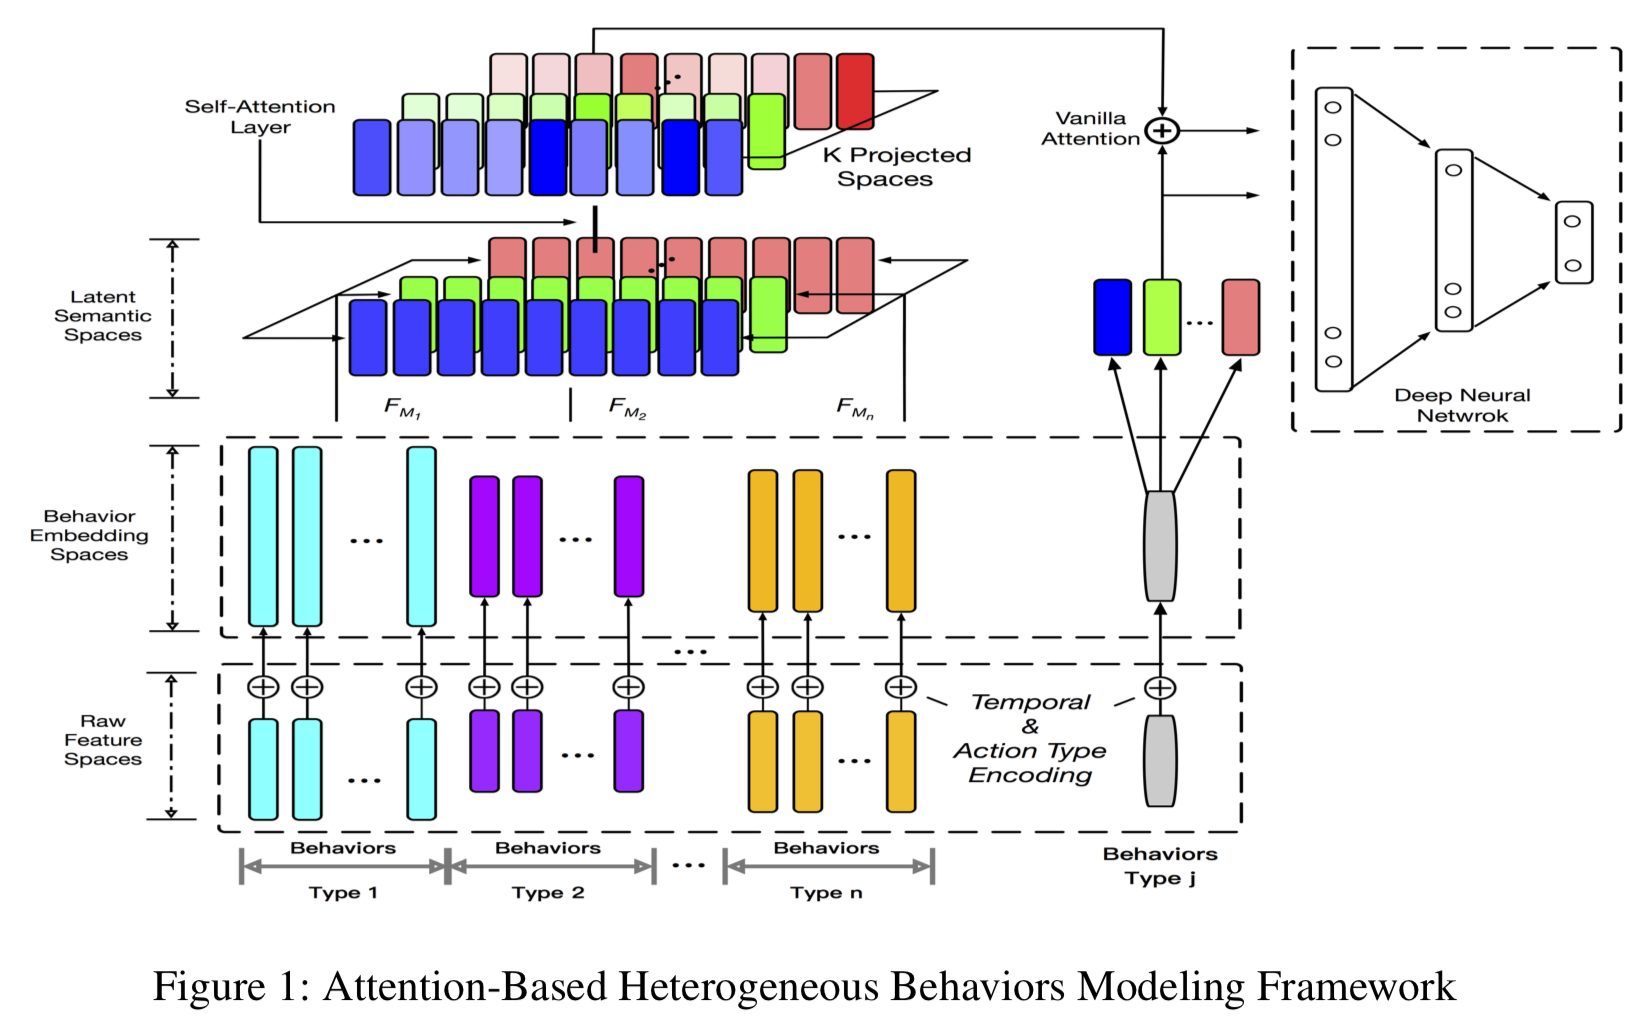 Self-Attention
Layer
K Projected
Spaces
Vanilla
Attention
Deep Neural
Netwrok
Latent
Semantic
Spaces
F_{M_1}
F_{M_2}
F_{M_n}
Behavior
Embedding
Spaces
Raw
Feature
Spaces
Temporal
&
Action Type
Encoding
Behaviors
Type 1
Behaviors
Type 2
Behaviors
Type n
Behaviors
Type j
Figure 1: Attention-Based Heterogeneous Behaviors Modeling Framework